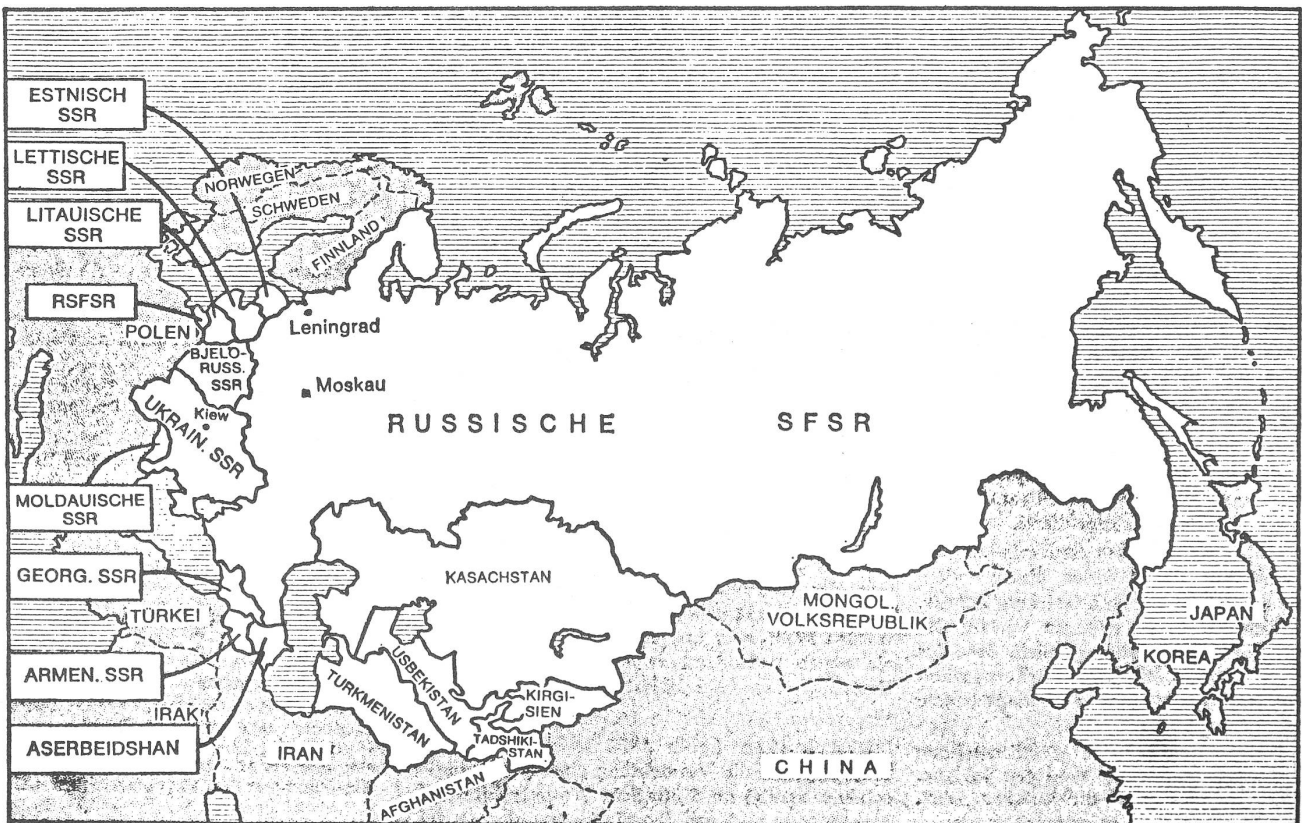 ESTNISCH
SSR
LETTISCHE
SSR
LITAUISCHE
SSR
RSFSR
NORWEGEN
SCHWEDEN
FINNLAND
POLEN
Leningrad
BJELO-
RUSS.
SSR
Moskau
Kiew
UKRAIN. SSR
RUSSISCHE SFSR
MOLDAUISCHE
SSR
GEORG. SSR
TÜRKEI
ARMEN. SSR
IRAK
ASERBEIDSHAN
IRAN
KASACHSTAN
USBEKISTAN
TURKMENISTAN
KIRGI-
SIEN
TADSHIKI-
STAN
AFGHANISTAN
MONGOL.
VOLKSREPUBLIK
CHINA
KOREA
JAPAN